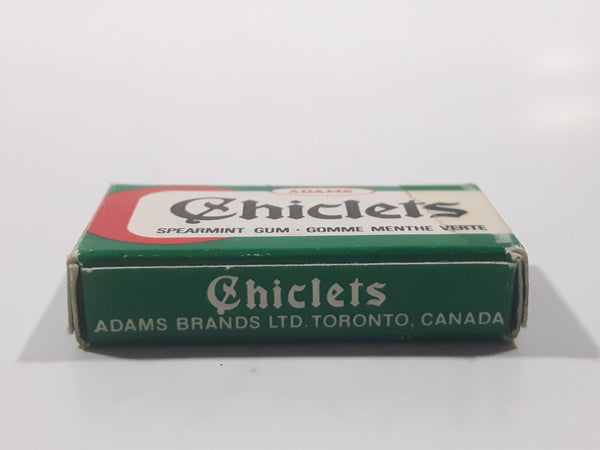 ADAMS
Chiclets
SPEARMINT GUM · GOMME MENTHE VERTE
Chiclets
ADAMS BRANDS LTD. TORONTO, CANADA